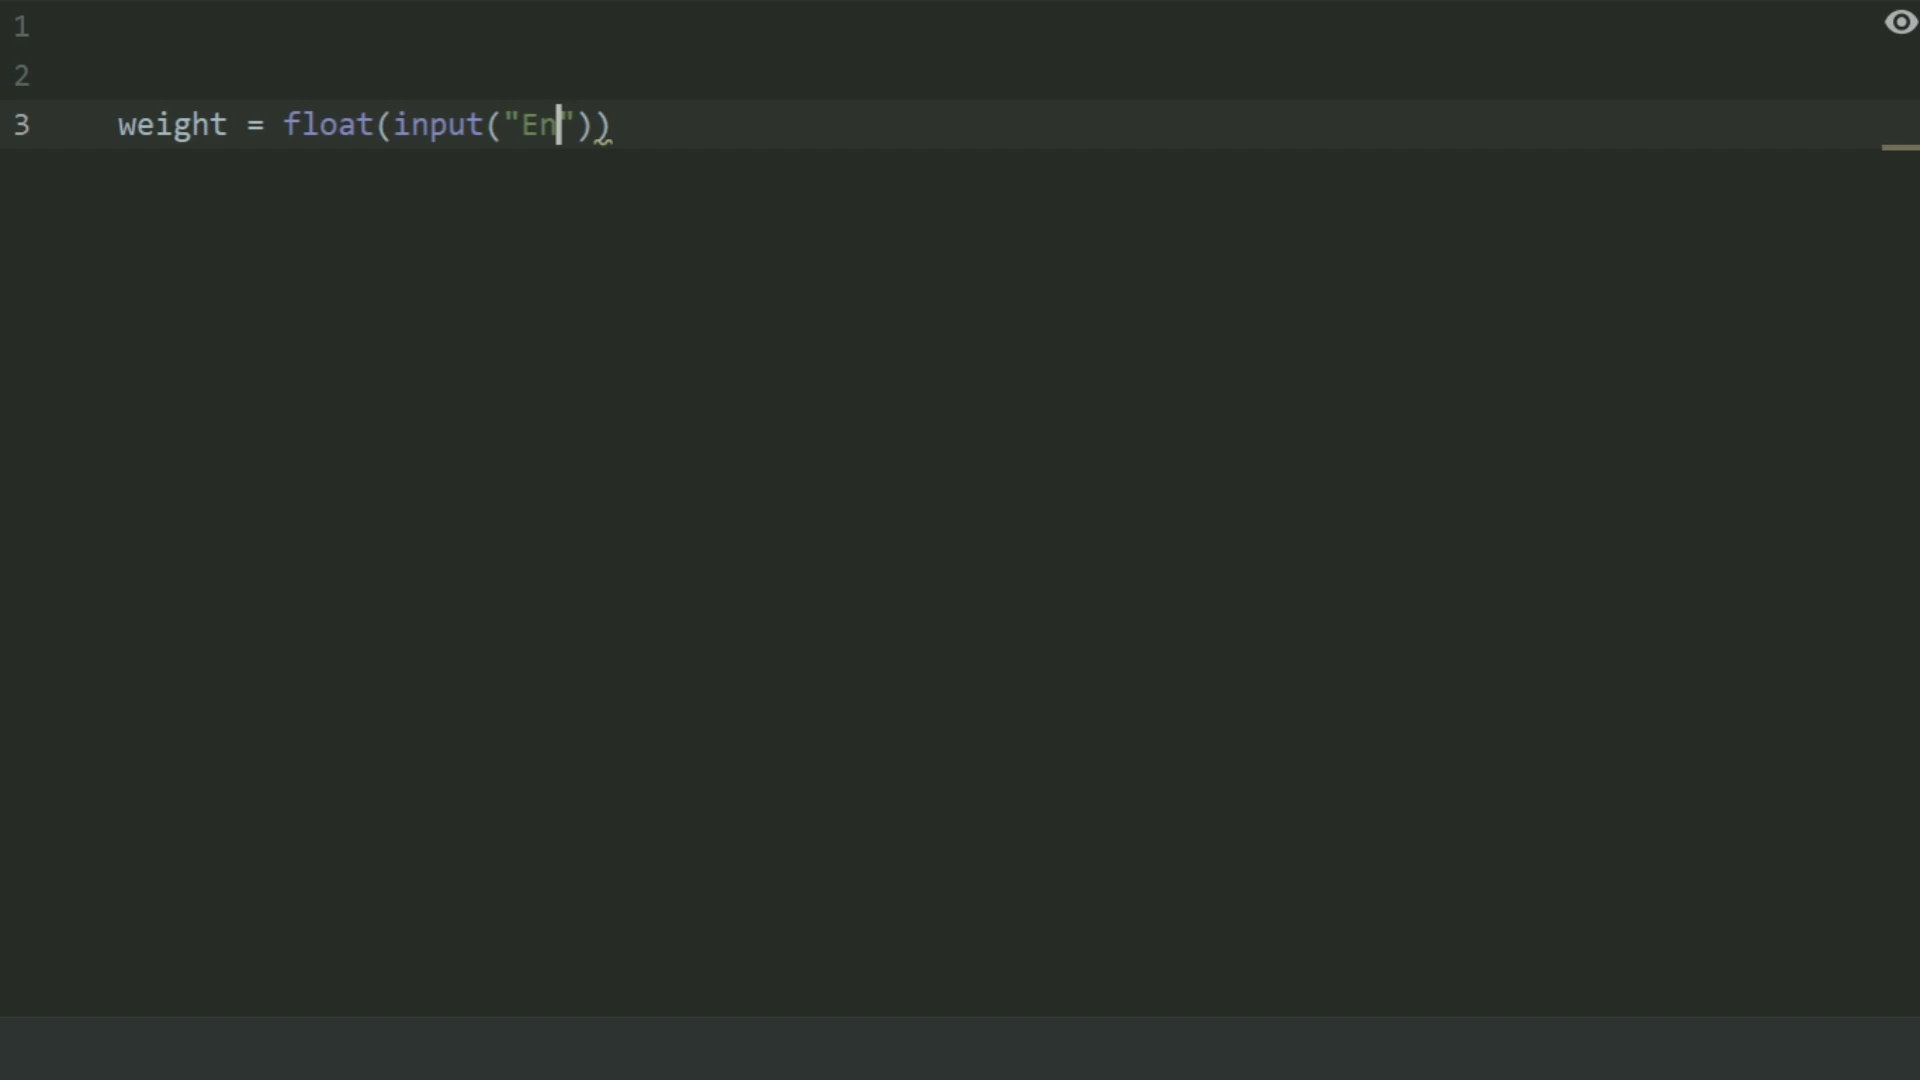 1
2
3 weight = float(input("En"))